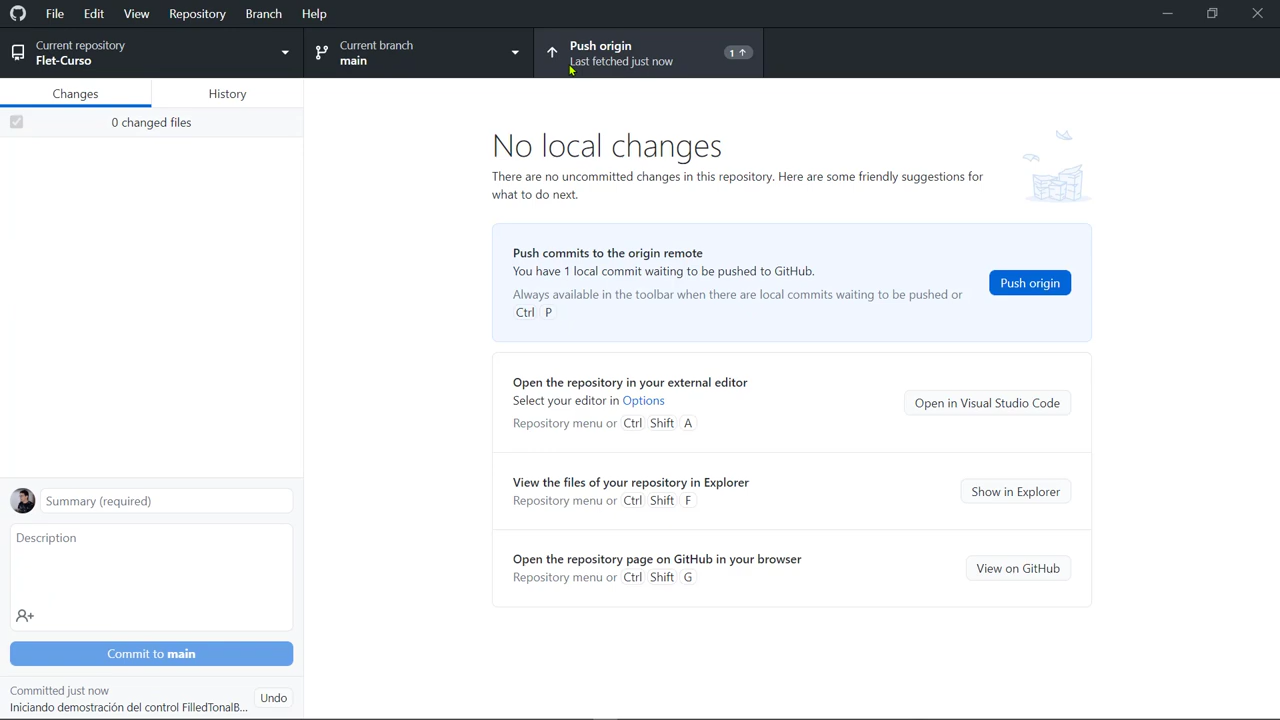 File Edit View Repository Branch Help
Current repository
Flet-Curso
Current branch
main
Push origin
Last fetched just now
1
Changes
History
0 changed files
No local changes
There are no uncommitted changes in this repository. Here are some friendly suggestions for
what to do next.
Push commits to the origin remote
You have 1 local commit waiting to be pushed to GitHub.
Always available in the toolbar when there are local commits waiting to be pushed or
Ctrl P
Push origin
Open the repository in your external editor
Select your editor in Options
Repository menu or Ctrl Shift A
Open in Visual Studio Code
View the files of your repository in Explorer
Repository menu or Ctrl Shift F
Show in Explorer
Open the repository page on GitHub in your browser
Repository menu or Ctrl Shift G
View on GitHub
Summary (required)
Description
Commit to main
Committed just now
Iniciando demostración del control FilledTonalB...
Undo